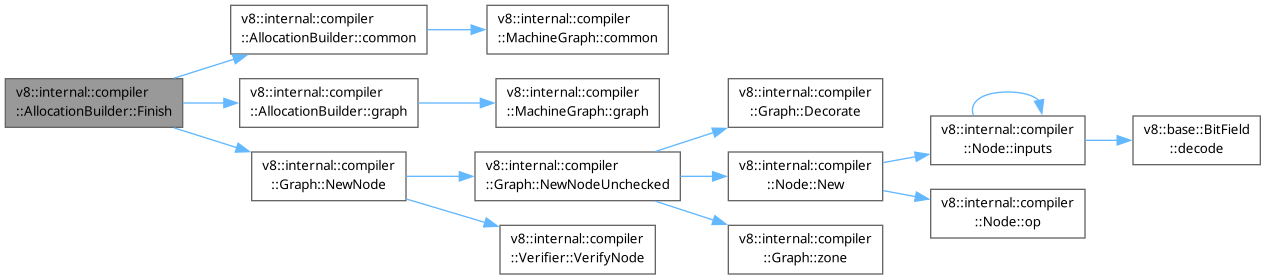 v8::internal::compiler
::AllocationBuilder::Finish
v8::internal::compiler
::AllocationBuilder::common
v8::internal::compiler
::MachineGraph::common
v8::internal::compiler
::AllocationBuilder::graph
v8::internal::compiler
::MachineGraph::graph
v8::internal::compiler
::Graph::NewNode
v8::internal::compiler
::Graph::NewNodeUnchecked
v8::internal::compiler
::Graph::Decorate
v8::internal::compiler
::Node::New
v8::internal::compiler
::Node::inputs
v8::base::BitField
::decode
v8::internal::compiler
::Node::op
v8::internal::compiler
::Graph::zone
v8::internal::compiler
::Verifier::VerifyNode